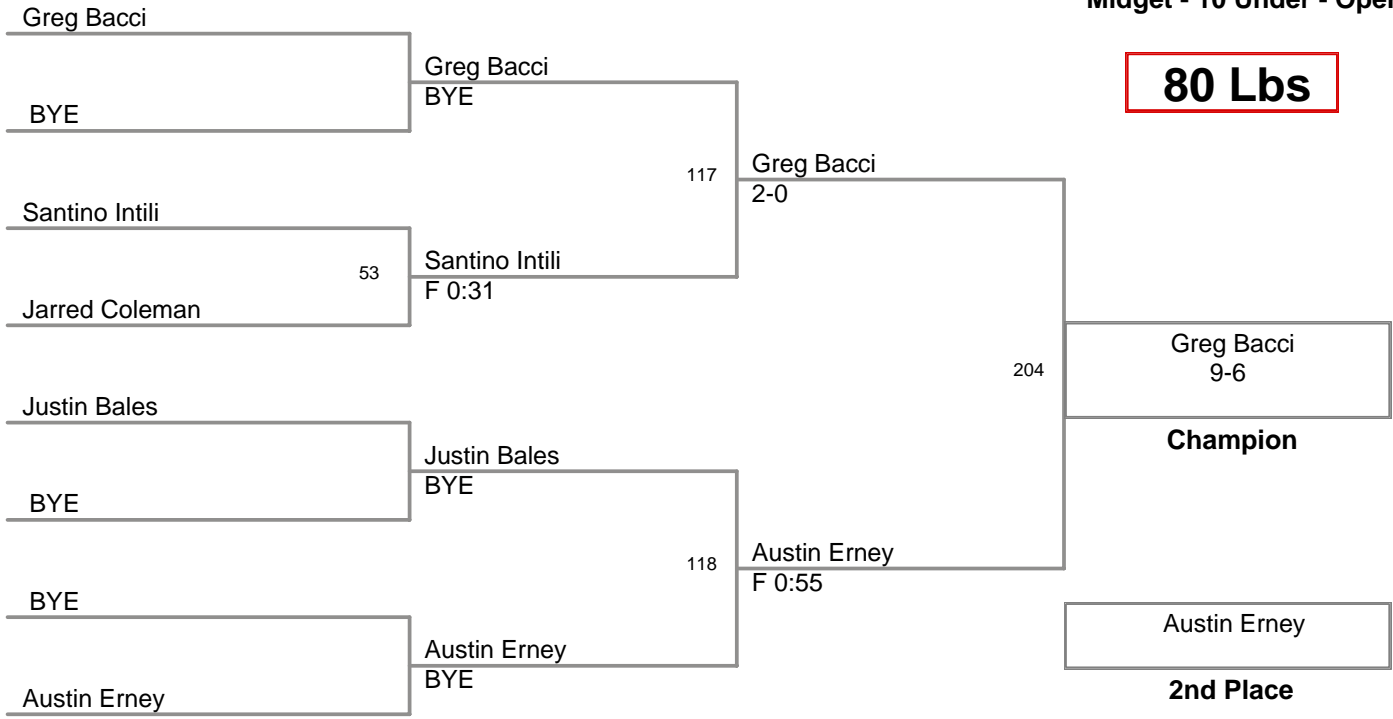 Midget - 10 Under - Ope
80 Lbs
Greg Bacci
BYE
Santino Intili
53
Jarred Coleman
Justin Bales
BYE
BYE
Austin Erney
Greg Bacci
BYE
117
Santino Intili
F 0:31
Justin Bales
BYE
118
Austin Erney
BYE
Greg Bacci
2-0
204
Austin Erney
F 0:55
Greg Bacci
9-6
Champion
Austin Erney
2nd Place